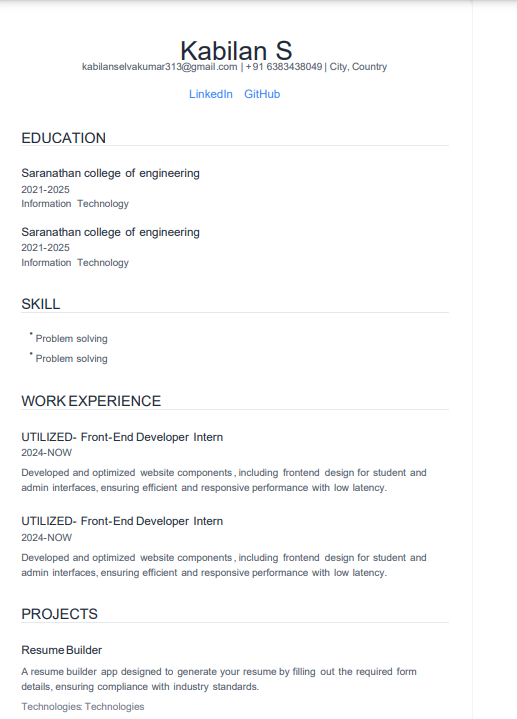 Kabilan S
kabilanselvakumar313@gmail.com | +91 6383438049 | City, Country
LinkedIn GitHub
EDUCATION
Saranathan college of engineering
2021-2025
Information Technology
Saranathan college of engineering
2021-2025
Information Technology
SKILL
• Problem solving
• Problem solving
WORK EXPERIENCE
UTILIZED- Front-End Developer Intern
2024-NOW
Developed and optimized website components, including frontend design for student and
admin interfaces, ensuring efficient and responsive performance with low latency.
UTILIZED- Front-End Developer Intern
2024-NOW
Developed and optimized website components, including frontend design for student and
admin interfaces, ensuring efficient and responsive performance with low latency.
PROJECTS
Resume Builder
A resume builder app designed to generate your resume by filling out the required form
details, ensuring compliance with industry standards.
Technologies: Technologies